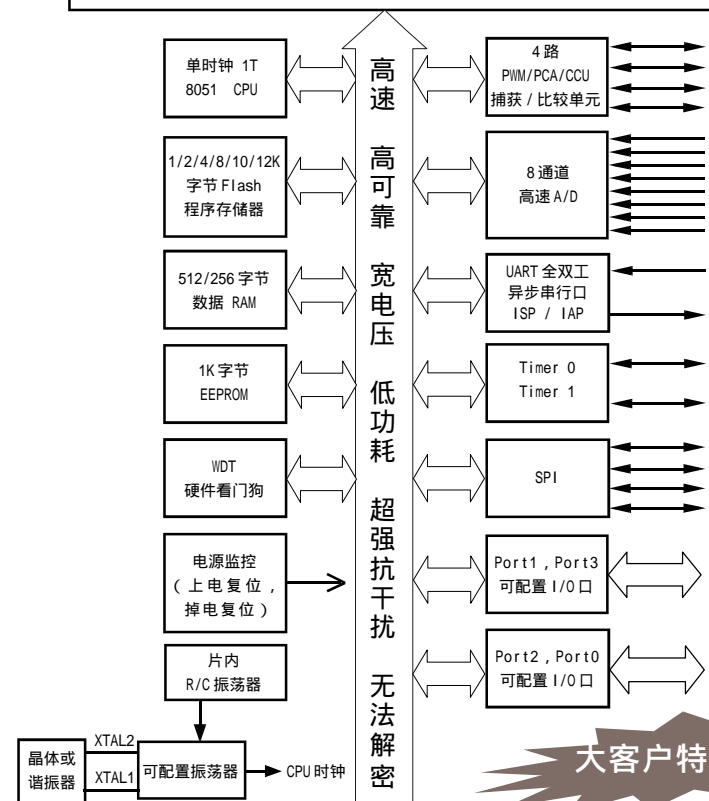 单时钟 1T
8051 CPU
1/2/4/8/10/12K
字节 Flash
程序存储器
512/256 字节
数据 RAM
1K 字节
EEPROM
WDT
硬件看门狗
电源监控
（上电复位，
掉电复位）
片内
R/C 振荡器
晶体或
谐振器
XTAL2
XTAL1
可配置振荡器
CPU 时钟
高速 高可靠 宽电压 低功耗 超强抗干扰 无法解密
4 路
PWM/PCA/CCU
捕获 / 比较单元
8 通道
高速 A/D
UART 全双工
异步串行口
ISP / IAP
Timer 0
Timer 1
SPI
Port1，Port3
可配置 I/O 口
Port2，Port0
可配置 I/O 口
大客户特